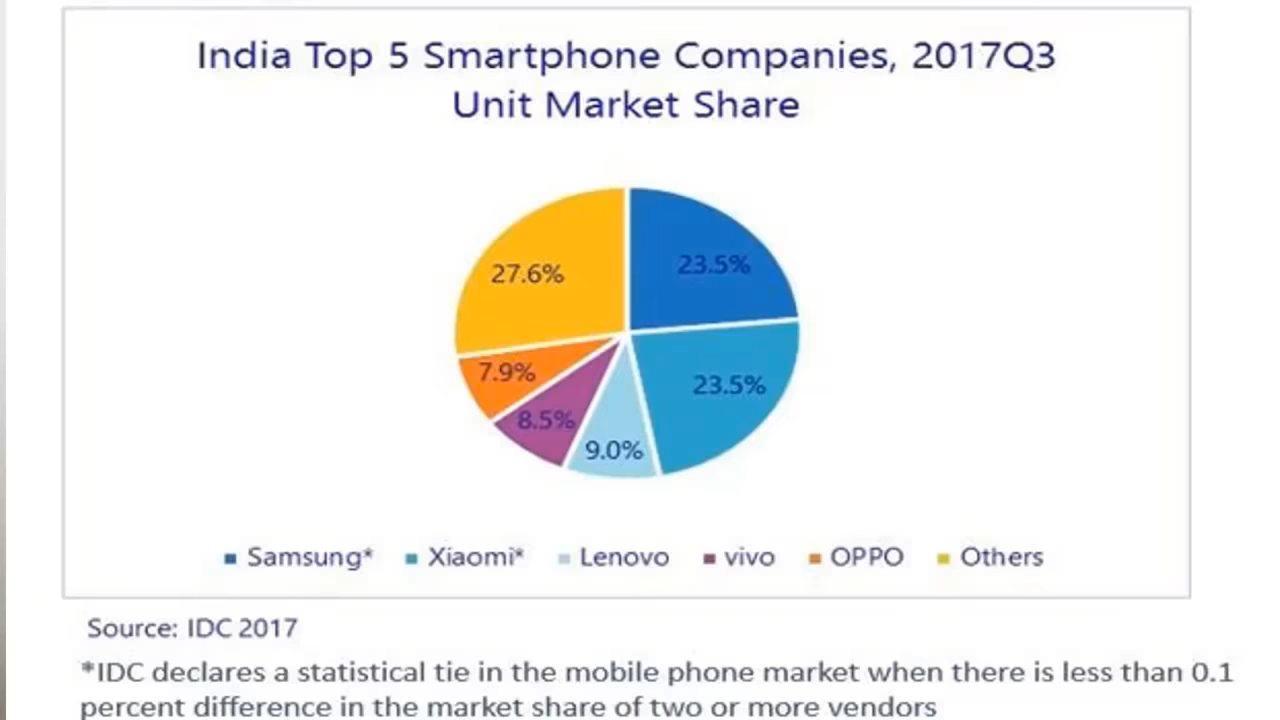 India Top 5 Smartphone Companies, 2017Q3
Unit Market Share
27.6%
23.5%
7.9%
23.5%
8.5%
9.0%
Samsung* Xiaomi* Lenovo vivo OPPO Others
Source: IDC 2017
*IDC declares a statistical tie in the mobile phone market when there is less than 0.1
percent difference in the market share of two or more vendors